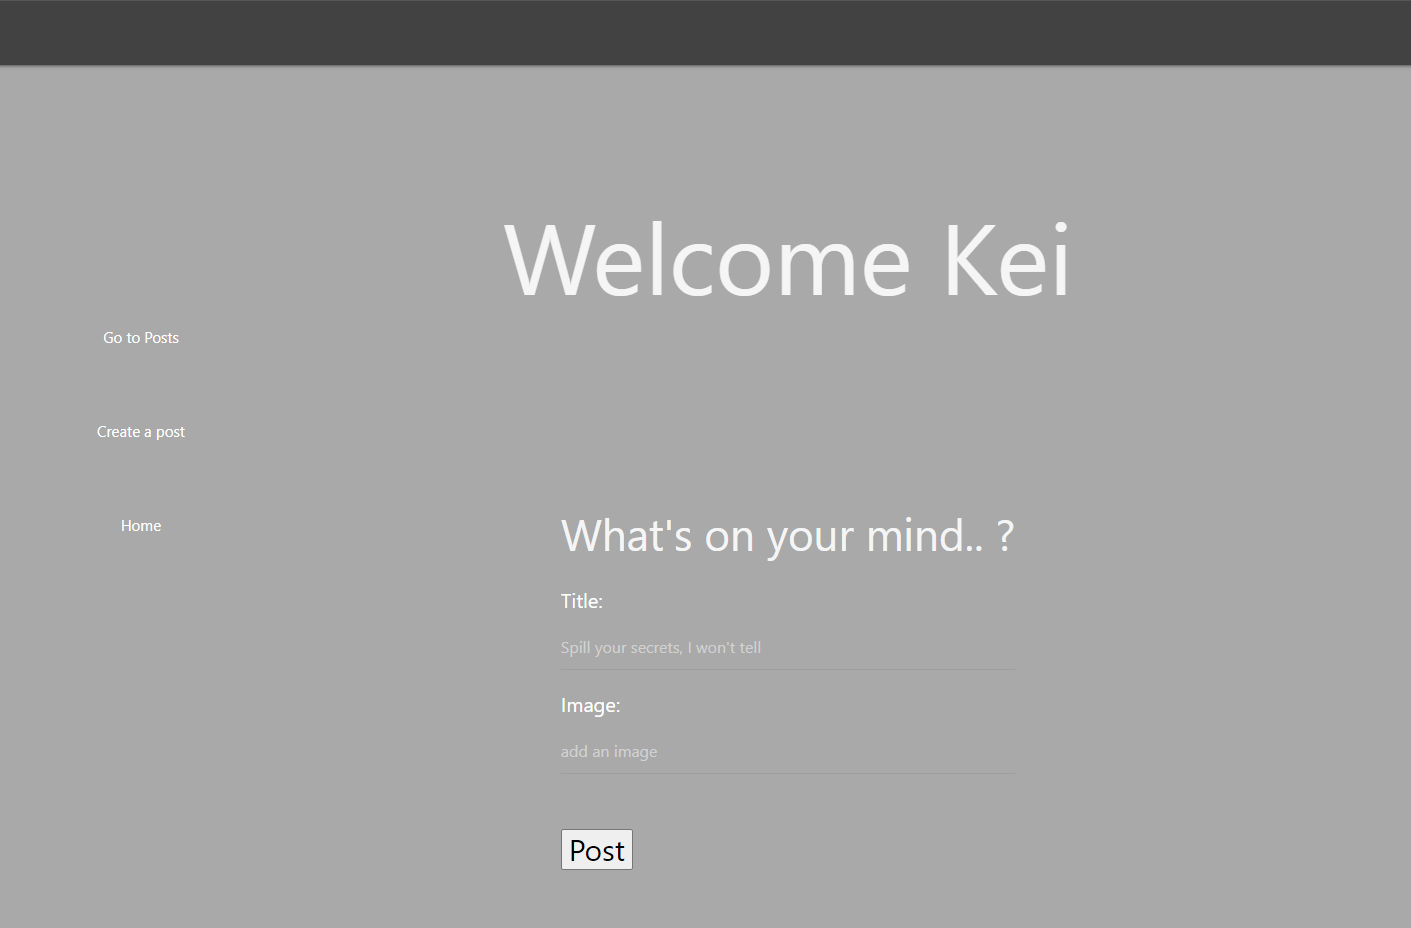 Welcome Kei
Go to Posts
Create a post
Home
What's on your mind.. ?
Title:
Spill your secrets, I won't tell
Image:
add an image
Post